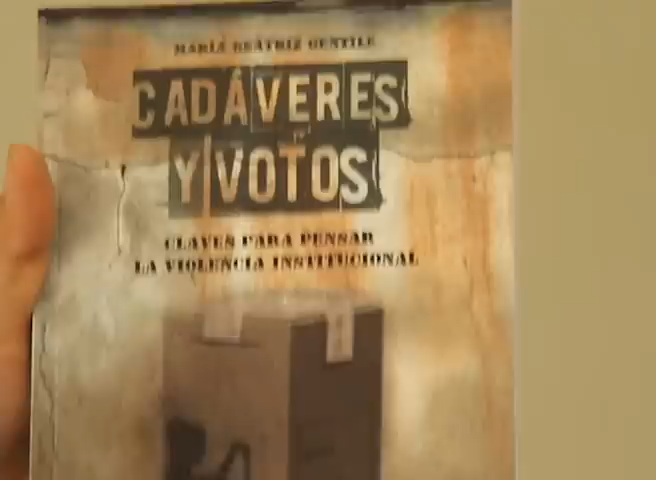 MARÍA BEATRIZ GENTILE
CADÁVERES
Y VOTOS
CLAVES PARA PENSAR
LA VIOLENCIA INSTITUCIONAL